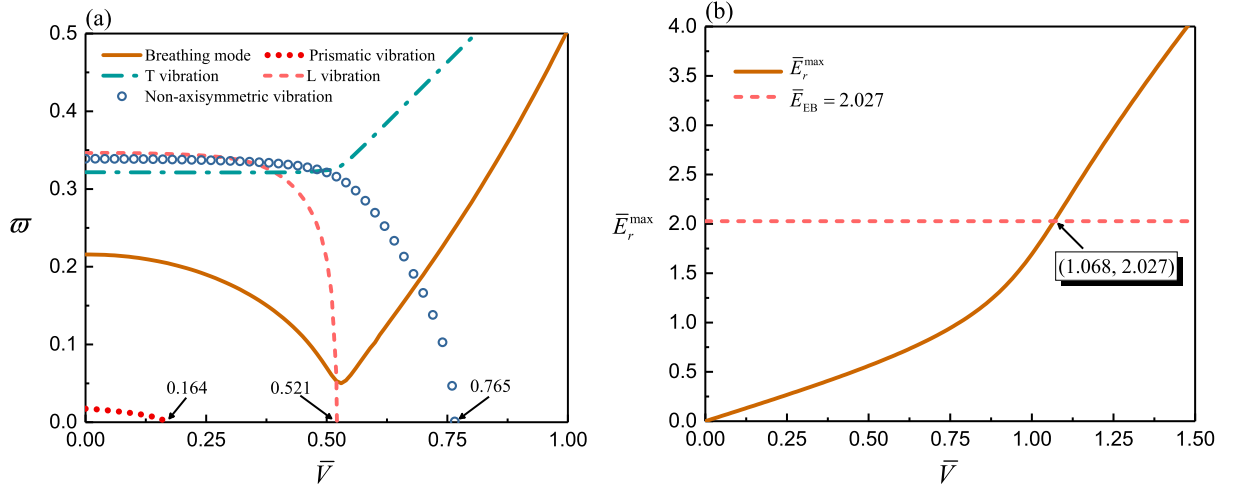 (a)
0.5
0.4
0.3
0.2
0.1
0.0
ϖ
Breathing mode
Prismatic vibration
T vibration
L vibration
Non-axisymmetric vibration
0.164
0.521
0.765
0.00
0.25
0.50
0.75
1.00
V̅
(b)
4.0
3.5
3.0
2.5
2.0
1.5
1.0
0.5
0
E̅_r^max
E̅_r^max
E̅_EB = 2.027
(1.068, 2.027)
0.00
0.25
0.50
0.75
1.00
1.25
1.50
V̅